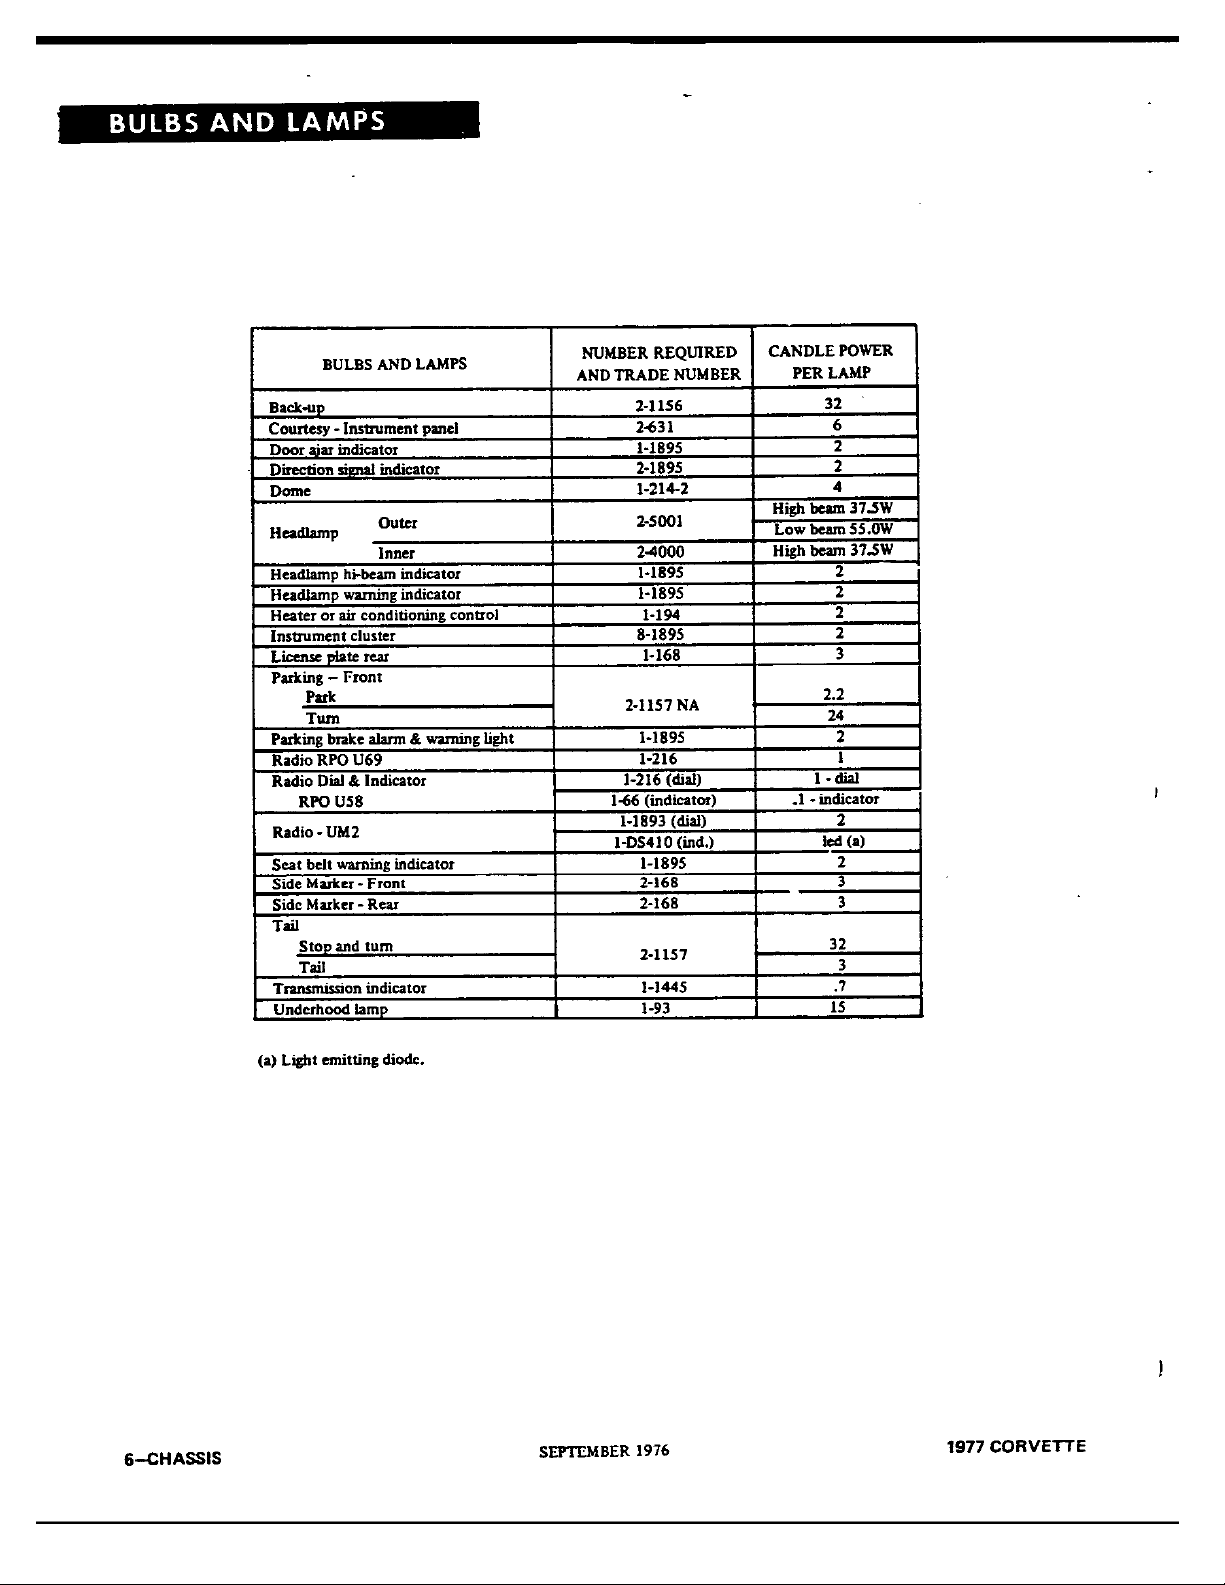 BULBS AND LAMPS
BULBS AND LAMPS NUMBER REQUIRED AND TRADE NUMBER CANDLE POWER PER LAMP
Back-up 2-1156 32
Courtesy - Instrument panel 2-631 6
Door ajar indicator 1-1895 2
Direction signal indicator 2-1895 2
Dome 1-214-2 4
Headlamp Outer 2-5001 High beam 37.5W
Low beam 55.0W
Inner 2-4000 High beam 37.5W
Headlamp hi-beam indicator 1-1895 2
Headlamp warning indicator 1-1895 2
Heater or air conditioning control 1-194 2
Instrument cluster 8-1895 2
License plate rear 1-168 3
Parking – Front
Park 2-1157 NA 2.2
Turn 24
Parking brake alarm & warning light 1-1895 2
Radio RPO U69 1-216 1
Radio Dial & Indicator 1-216 (dial) 1 - dial
RPO U58 1-66 (indicator) .1 - indicator
Radio - UM2 1-1893 (dial) 2
1-DS410 (ind.) led (a)
Seat belt warning indicator 1-1895 2
Side Marker - Front 2-168 3
Side Marker - Rear 2-168 3
Tail
Stop and turn 2-1157 32
Tail 3
Transmission indicator 1-1445 .7
Underhood lamp 1-93 15
(a) Light emitting diode.
6—CHASSIS SEPTEMBER 1976 1977 CORVETTE